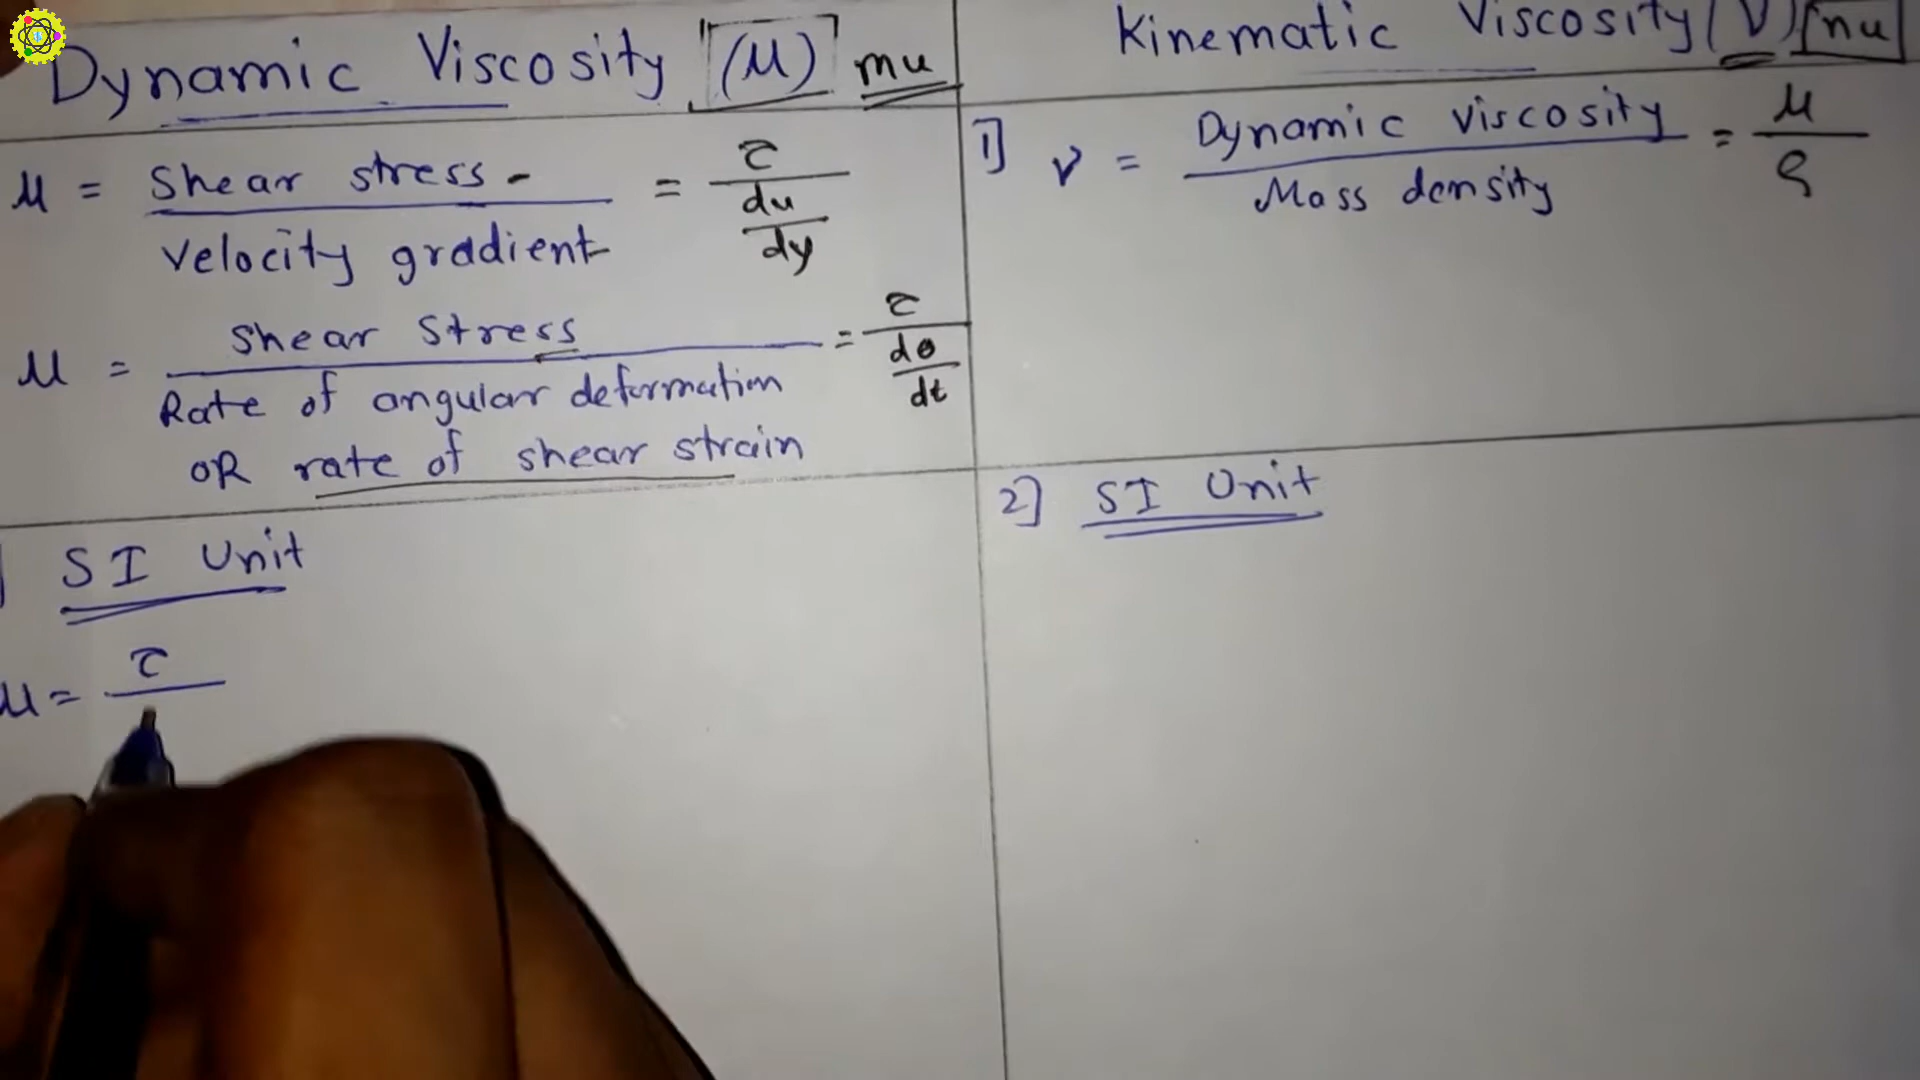 Dynamic Viscosity (μ) mu
μ = Shear stress / Velocity gradient = τ / (du/dy)
μ = Shear Stress / Rate of angular deformation OR rate of shear strain = τ / (dθ/dt)
SI Unit
μ = τ
Kinematic Viscosity (ν) nu
1] ν = Dynamic viscosity / Mass density = μ / ρ
2] SI Unit